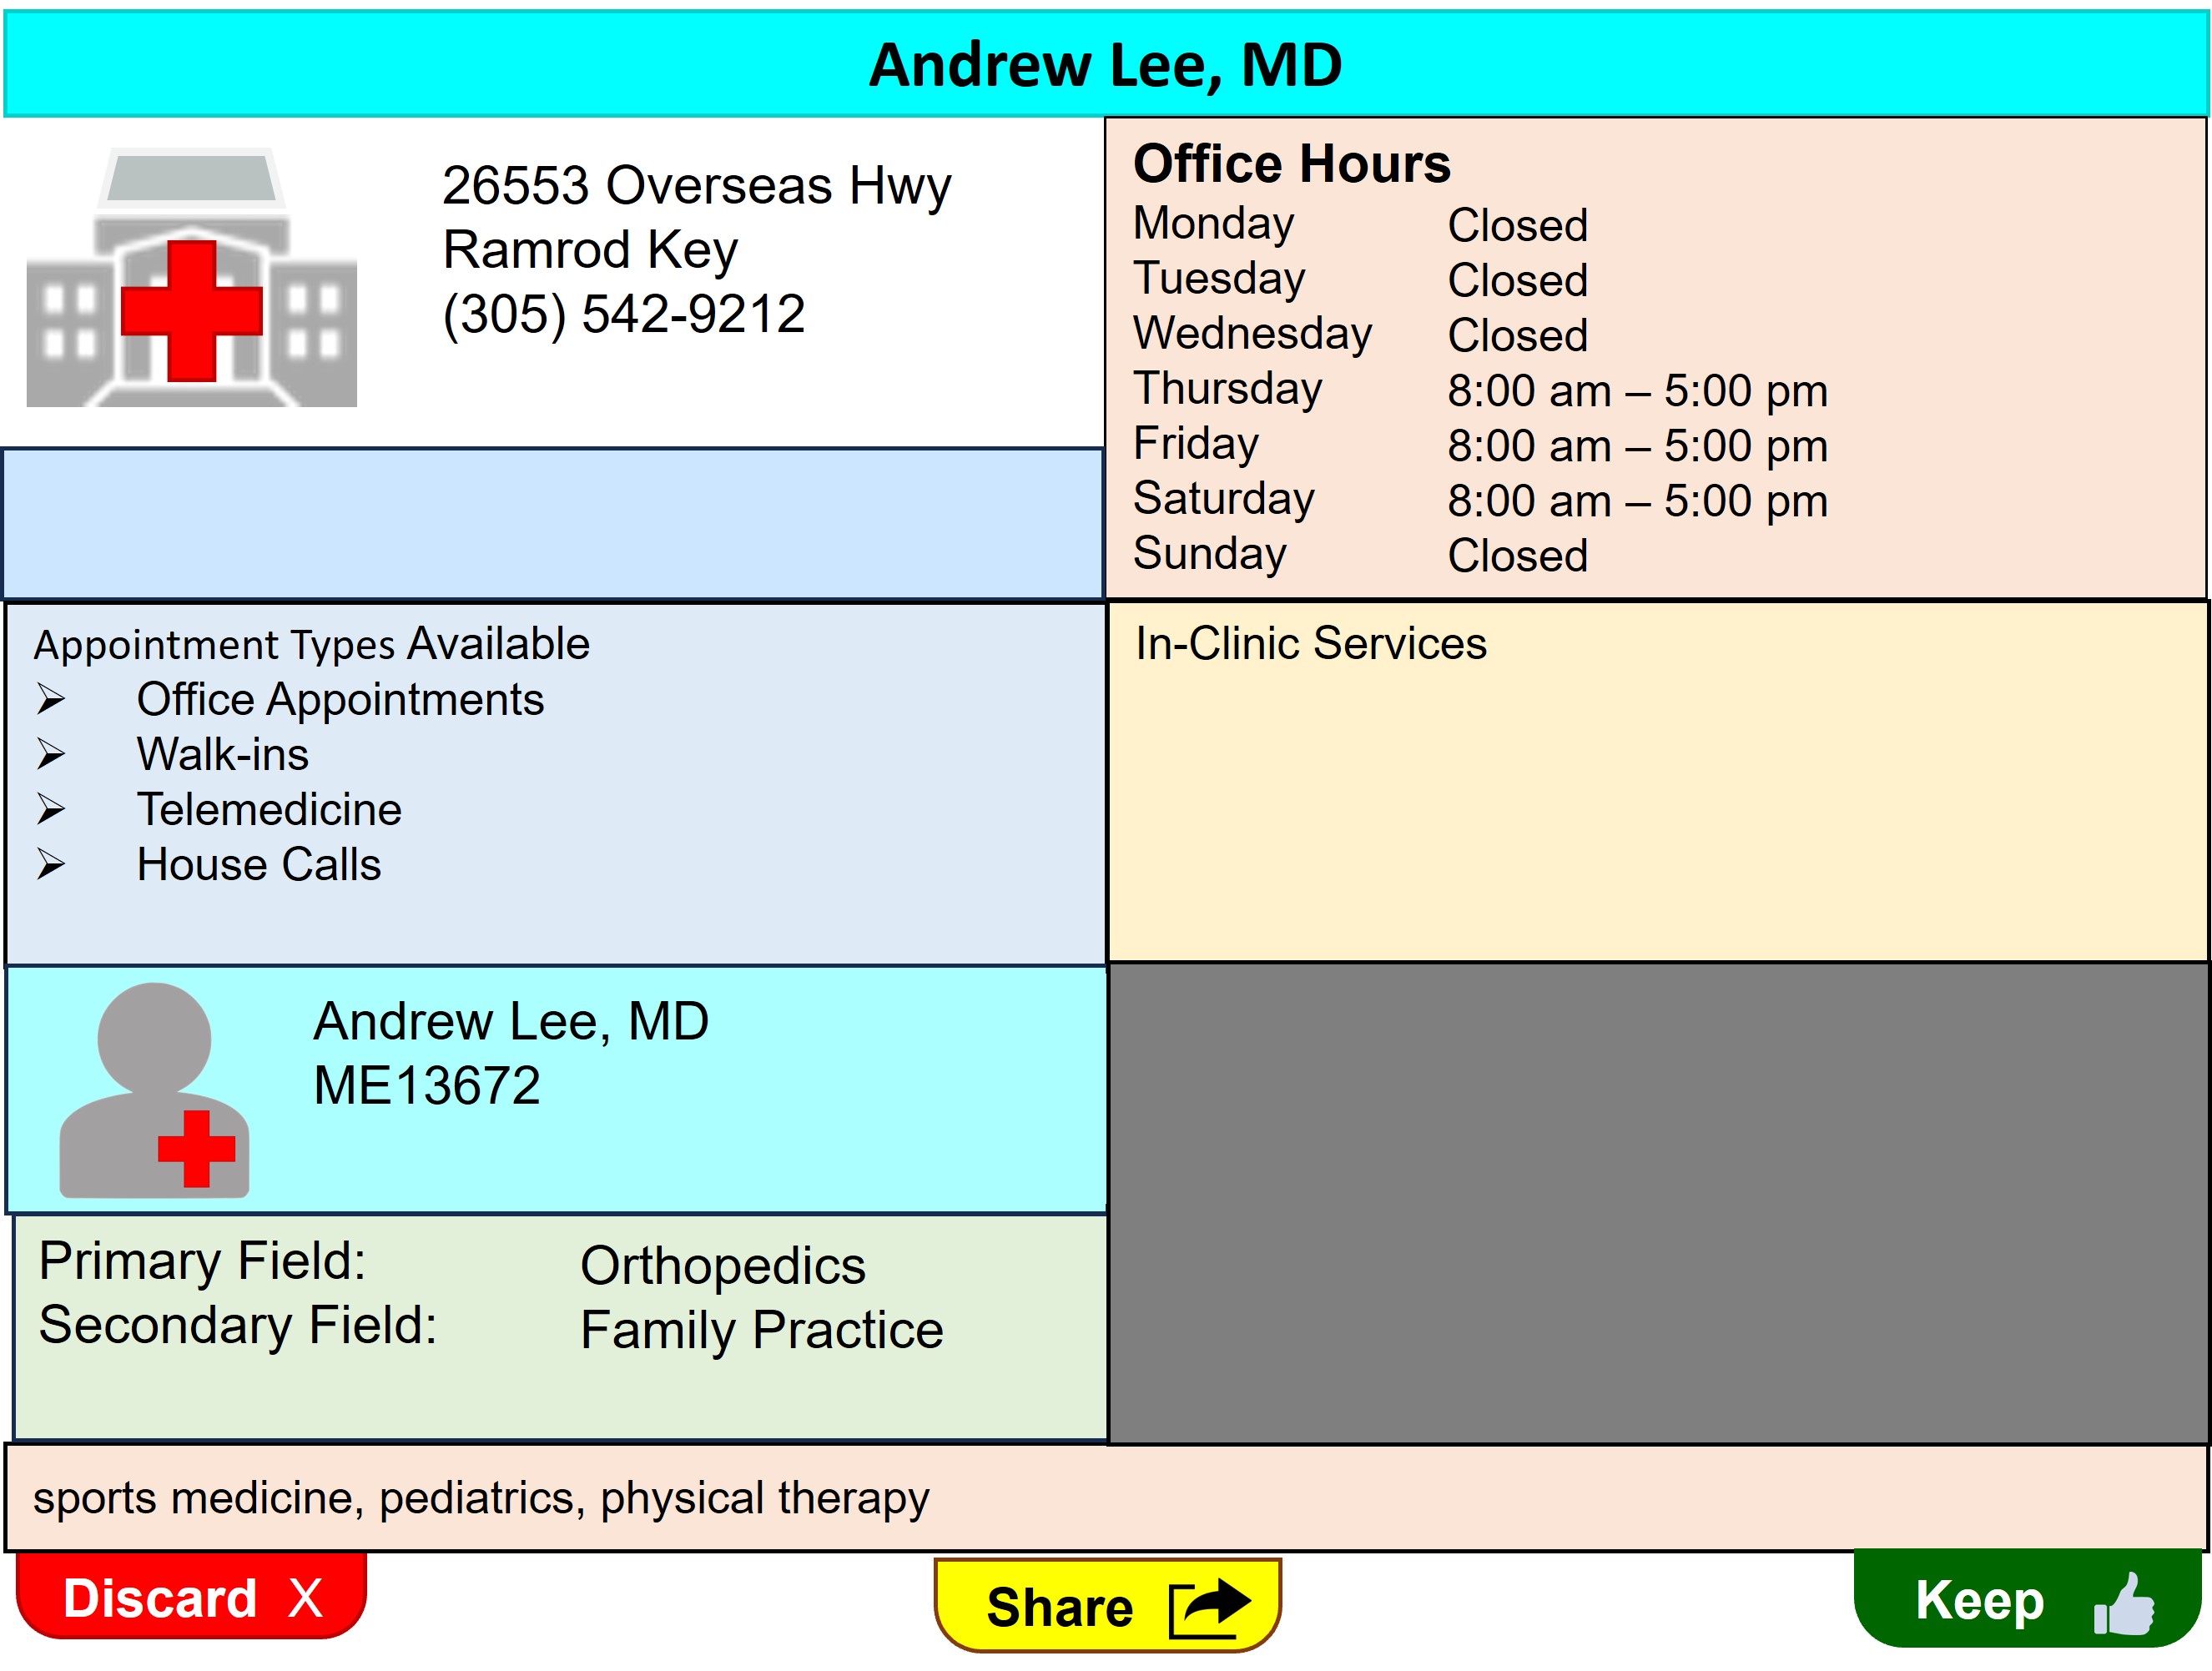 Andrew Lee, MD
26553 Overseas Hwy
Ramrod Key
(305) 542-9212
Office Hours
Monday Closed
Tuesday Closed
Wednesday Closed
Thursday 8:00 am – 5:00 pm
Friday 8:00 am – 5:00 pm
Saturday 8:00 am – 5:00 pm
Sunday Closed
Appointment Types Available
Office Appointments
Walk-ins
Telemedicine
House Calls
In-Clinic Services
Andrew Lee, MD
ME13672
Primary Field: Orthopedics
Secondary Field: Family Practice
sports medicine, pediatrics, physical therapy
Discard X
Share
Keep